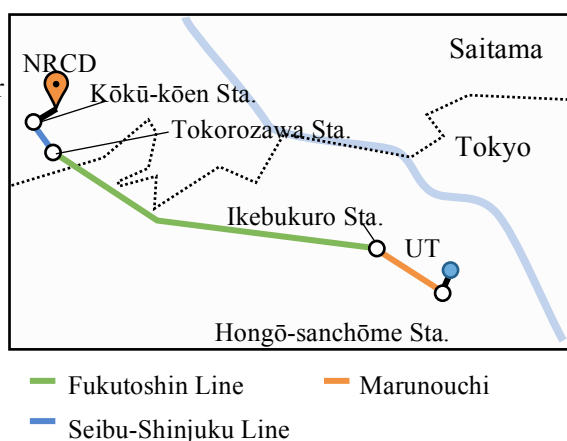 Saitama
NRCD
r
Kōkū-kōen Sta.
Tokorozawa Sta.
Tokyo
Ikebukuro Sta.
UT
Hongō-sanchōme Sta.
Fukutoshin Line
Marunouchi
Seibu-Shinjuku Line